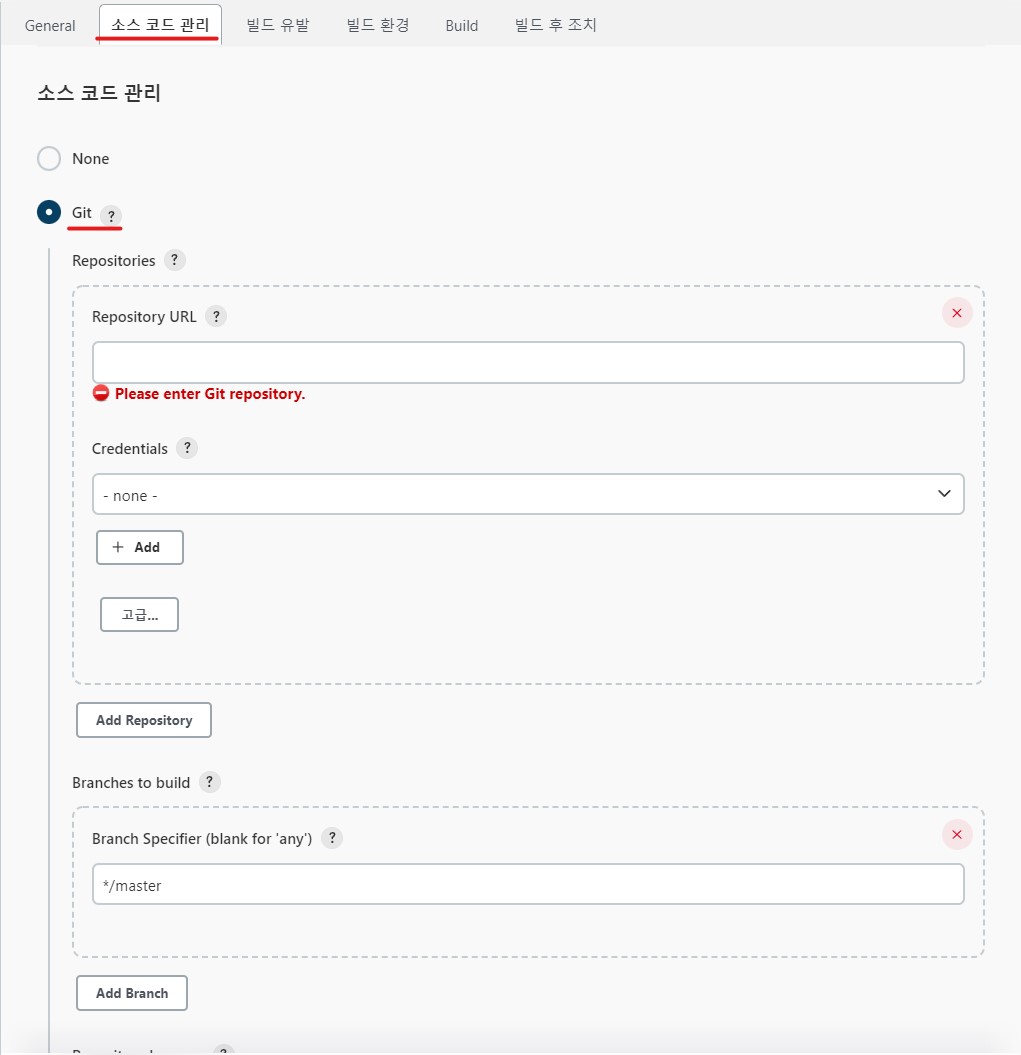 General 소스 코드 관리 빌드 유발 빌드 환경 Build 빌드 후 조치
소스 코드 관리
None
Git ?
Repositories ?
Repository URL ?
Please enter Git repository.
Credentials ?
- none -
+ Add
고급...
Add Repository
Branches to build ?
Branch Specifier (blank for 'any') ?
*/master
Add Branch